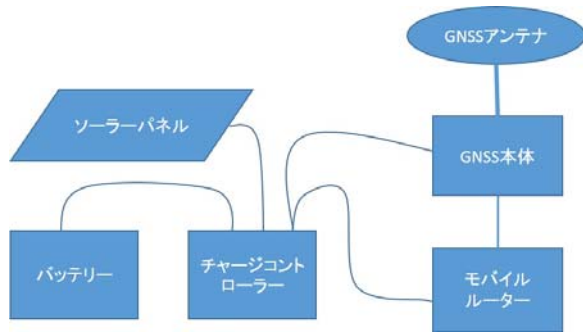 GNSSアンテナ
ソーラーパネル
GNSS本体
バッテリー
チャージコント
ローラー
モバイル
ルーター